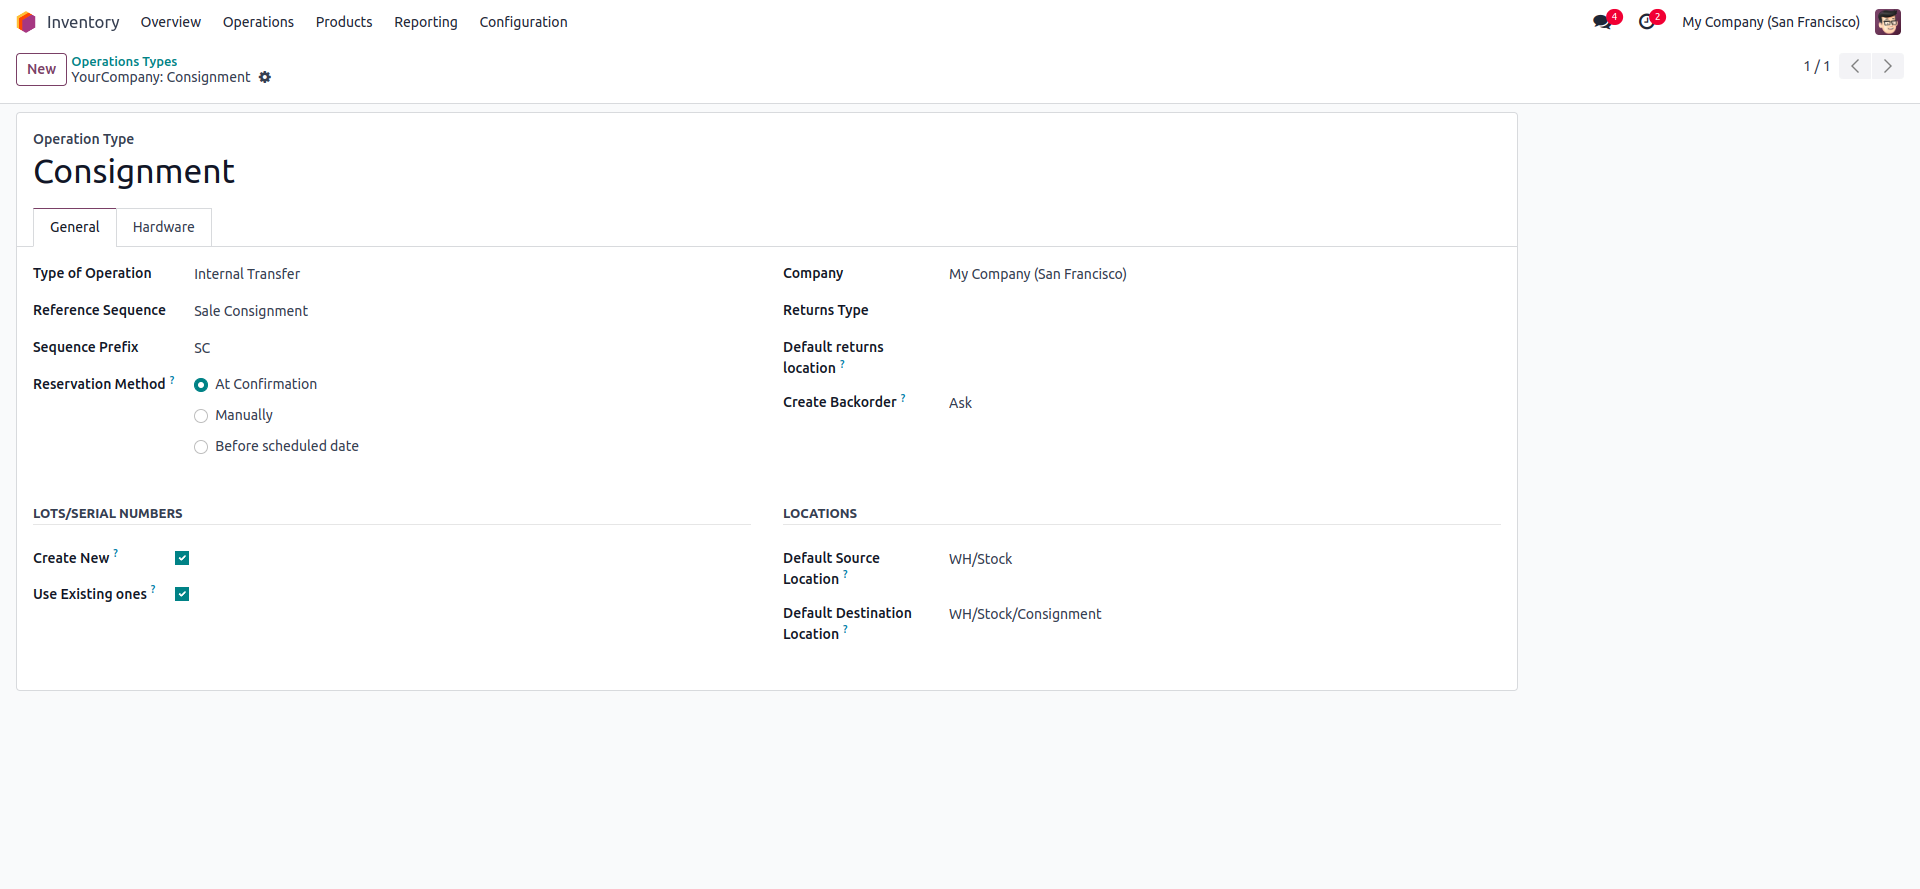 Inventory Overview Operations Products Reporting Configuration 4 2 My Company (San Francisco)
New Operations Types
YourCompany: Consignment
1 / 1
Operation Type
Consignment
General Hardware
Type of Operation Internal Transfer
Reference Sequence Sale Consignment
Sequence Prefix SC
Reservation Method ? At Confirmation
Manually
Before scheduled date
Company My Company (San Francisco)
Returns Type
Default returns
location ?
Create Backorder ? Ask
LOTS/SERIAL NUMBERS
Create New ?
Use Existing ones ?
LOCATIONS
Default Source WH/Stock
Location ?
Default Destination WH/Stock/Consignment
Location ?